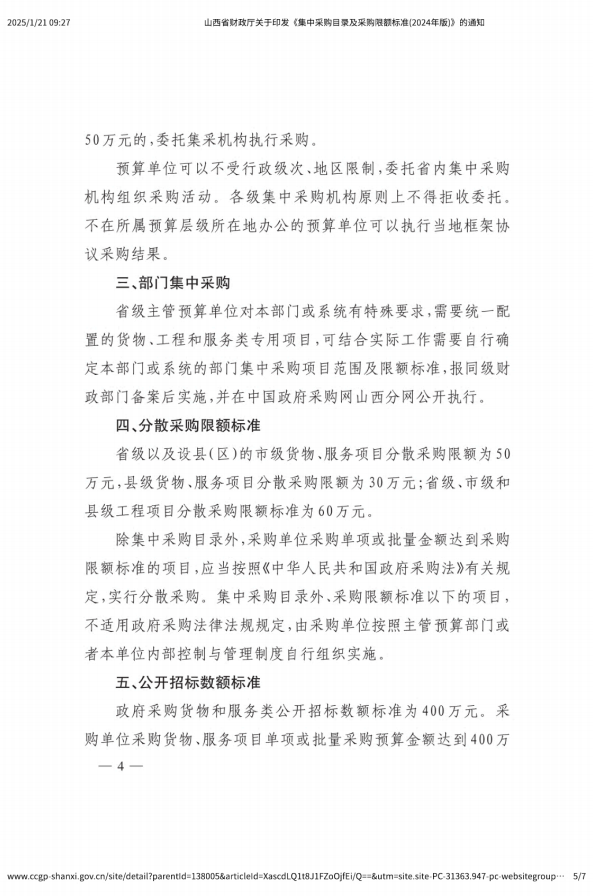 2025/1/21 09:27
山西省财政厅关于印发《集中采购目录及采购限额标准(2024年版)》的通知
50万元的,委托集采机构执行采购。
预算单位可以不受行政级次、地区限制,委托省内集中采购
机构组织采购活动。各级集中采购机构原则上不得拒收委托。
不在所属预算层级所在地办公的预算单位可以执行当地框架协
议采购结果。
三、部门集中采购
省级主管预算单位对本部门或系统有特殊要求,需要统一配
置的货物、工程和服务类专用项目,可结合实际工作需要自行确
定本部门或系统的部门集中采购项目范围及限额标准,报同级财
政部门备案后实施,并在中国政府采购网山西分网公开执行。
四、分散采购限额标准
省级以及设县(区)的市级货物、服务项目分散采购限额为50
万元,县级货物、服务项目分散采购限额为30万元;省级、市级和
县级工程项目分散采购限额标准为60万元。
除集中采购目录外,采购单位采购单项或批量金额达到采购
限额标准的项目,应当按照《中华人民共和国政府采购法》有关规
定,实行分散采购。集中采购目录外、采购限额标准以下的项目,
不适用政府采购法律法规规定,由采购单位按照主管预算部门或
者本单位内部控制与管理制度自行组织实施。
五、公开招标数额标准
政府采购货物和服务类公开招标数额标准为400万元。采
购单位采购货物、服务项目单项或批量采购预算金额达到400万
— 4 —
www.ccgp-shanxi.gov.cn/site/detail?parentId=138005&articleId=XascdLQ1t8J1FZoOjfEi/Q==&utm=site.site-PC-31363.947-pc-websitegroup…
5/7